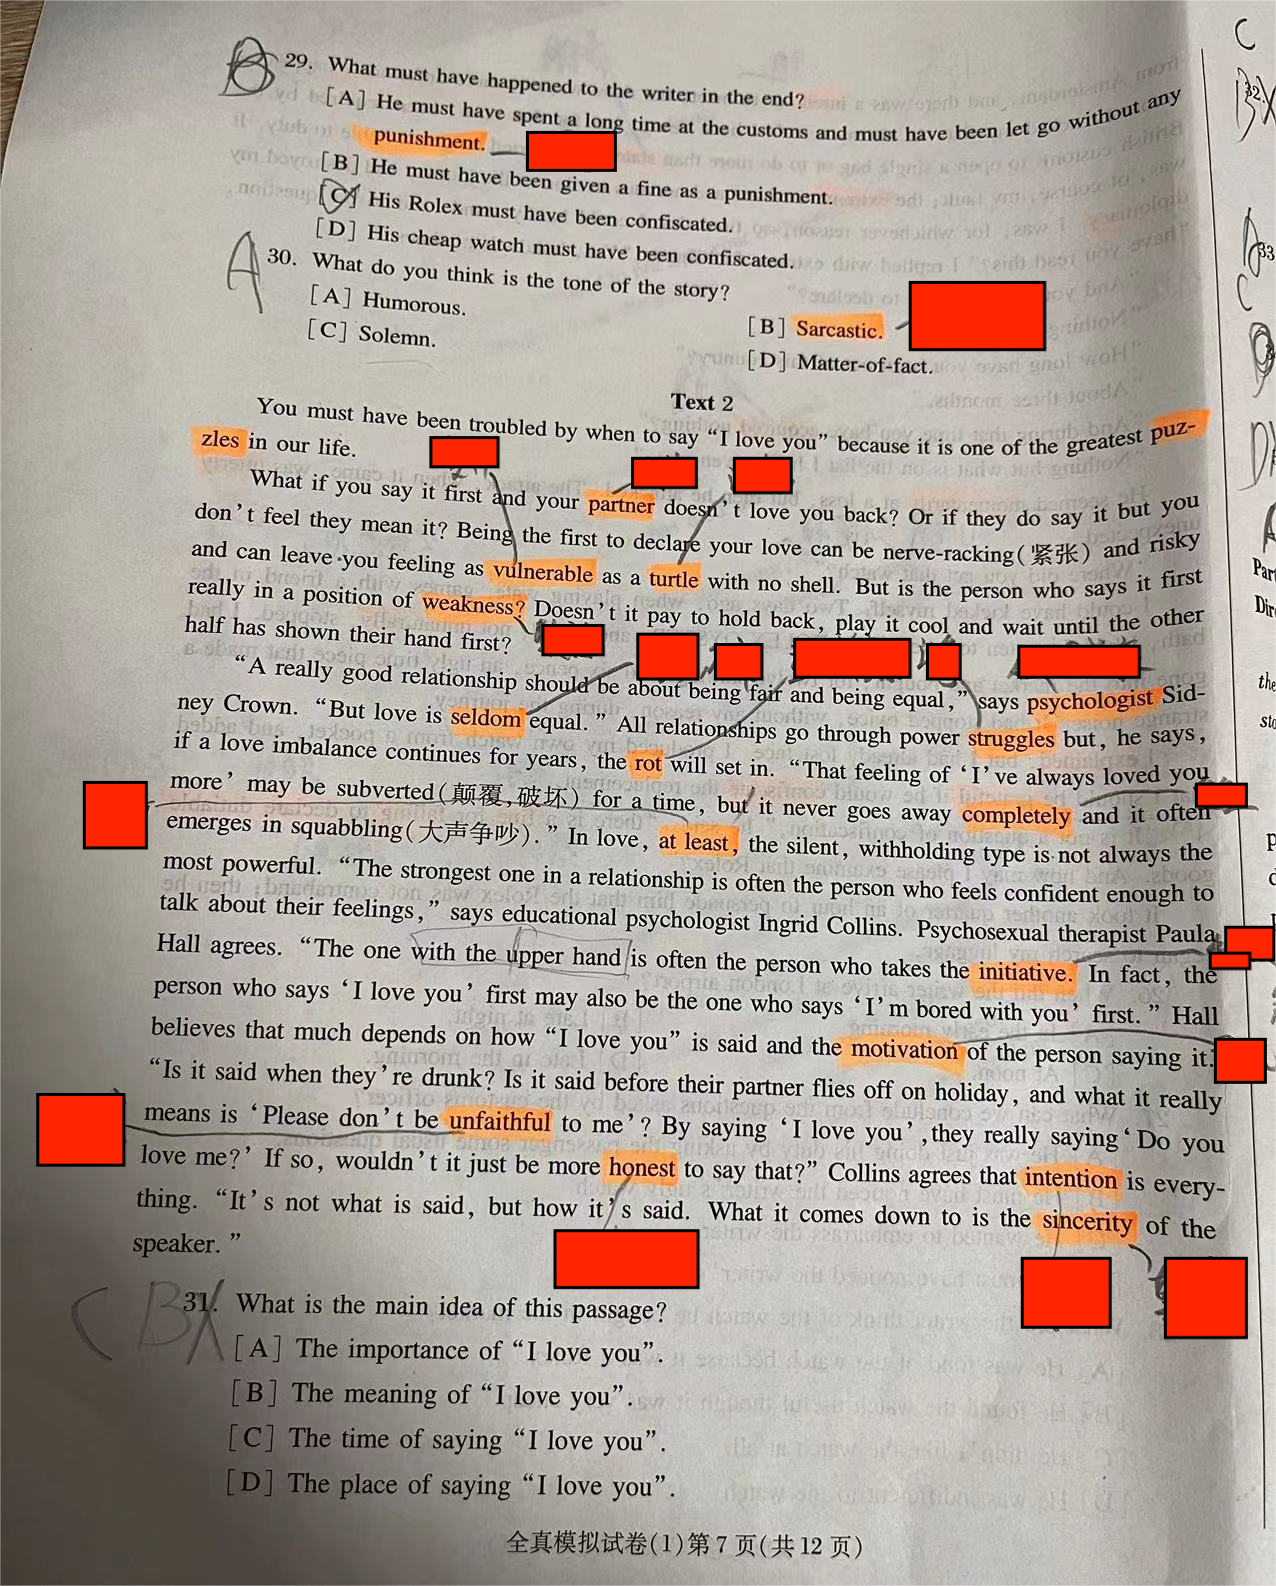 29. What must have happened to the writer in the end?
[A] He must have spent a long time at the customs and must have been let go without any
punishment.
[B] He must have been given a fine as a punishment.
[C] His Rolex must have been confiscated.
[D] His cheap watch must have been confiscated.
A
30. What do you think is the tone of the story?
[A] Humorous.
[B] Sarcastic.
[C] Solemn.
[D] Matter-of-fact.
Text 2
You must have been troubled by when to say “I love you” because it is one of the greatest puz-
zles in our life.
What if you say it first and your partner doesn’t love you back? Or if they do say it but you
don’t feel they mean it? Being the first to declare your love can be nerve-racking(紧张) and risky
and can leave you feeling as vulnerable as a turtle with no shell. But is the person who says it first
really in a position of weakness? Doesn’t it pay to hold back, play it cool and wait until the other
half has shown their hand first?
“A really good relationship should be about being fair and being equal,” says psychologist Sid-
ney Crown. “But love is seldom equal.” All relationships go through power struggles but, he says,
if a love imbalance continues for years, the rot will set in. “That feeling of ‘I’ve always loved you
more’ may be subverted(颠覆,破坏) for a time, but it never goes away completely and it often
emerges in squabbling(大声争吵).” In love, at least, the silent, withholding type is not always the
most powerful. “The strongest one in a relationship is often the person who feels confident enough to
talk about their feelings,” says educational psychologist Ingrid Collins. Psychosexual therapist Paula
Hall agrees. “The one with the upper hand is often the person who takes the initiative. In fact, the
person who says ‘I love you’ first may also be the one who says ‘I’m bored with you’ first.” Hall
believes that much depends on how “I love you” is said and the motivation of the person saying it.
“Is it said when they’re drunk? Is it said before their partner flies off on holiday, and what it really
means is ‘Please don’t be unfaithful to me’? By saying ‘I love you’,they really saying‘Do you
love me?’ If so, wouldn’t it just be more honest to say that?” Collins agrees that intention is every-
thing. “It’s not what is said, but how it’s said. What it comes down to is the sincerity of the
speaker.”
C B
31. What is the main idea of this passage?
[A] The importance of “I love you”.
[B] The meaning of “I love you”.
[C] The time of saying “I love you”.
[D] The place of saying “I love you”.
全真模拟试卷(1)第7页(共12页)
C
32.
33
C
Part
Dir
the